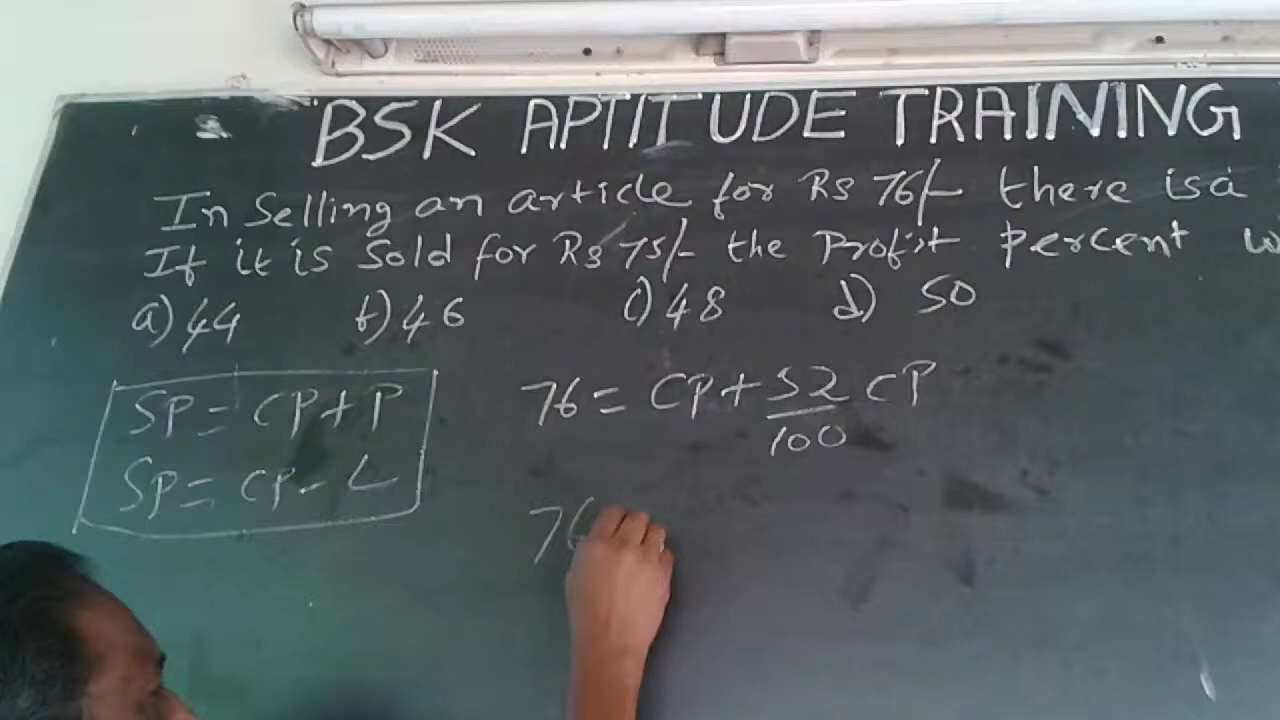 BSK APTITUDE TRAINING
In Selling an article for Rs 76/- there is a
If it is Sold for Rs 75/- the Profit percent
a) 44 b) 46 c) 48 d) 50
SP = CP + P
SP = CP - L
76 = CP + 52/100 CP
76